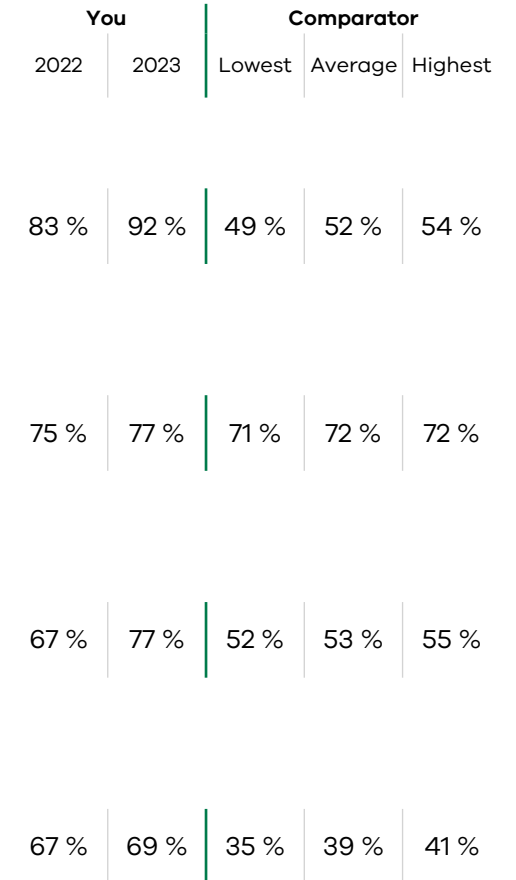 You Comparator
2022 2023 Lowest Average Highest
83 % 92 % 49 % 52 % 54 %
75 % 77 % 71 % 72 % 72 %
67 % 77 % 52 % 53 % 55 %
67 % 69 % 35 % 39 % 41 %